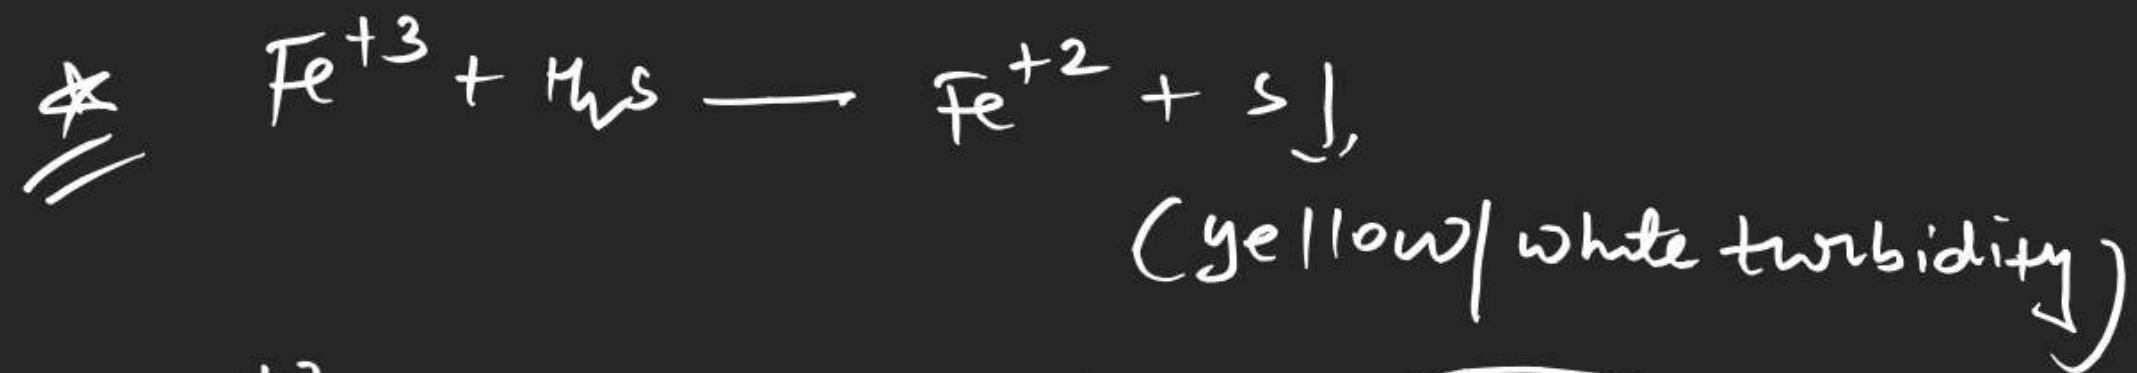 * Fe⁺³ + H₂S — Fe⁺² + S↓,
(yellow/white turbidity)